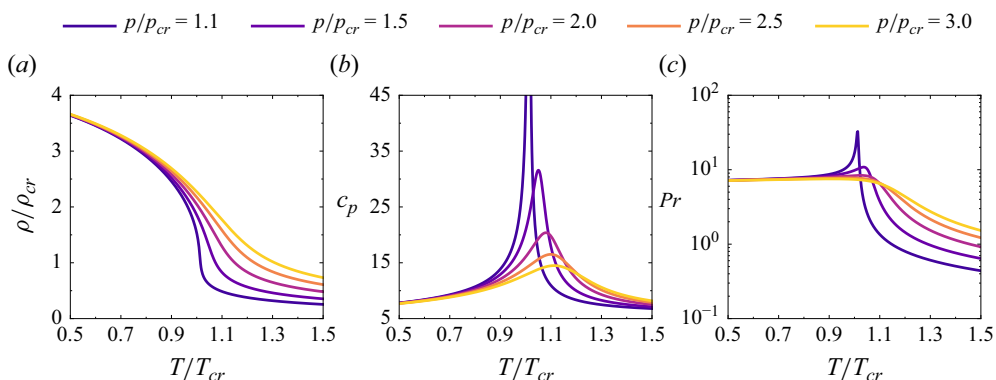 p/p_cr = 1.1 p/p_cr = 1.5 p/p_cr = 2.0 p/p_cr = 2.5 p/p_cr = 3.0
(a) (b) (c)
4
3
2
1
0
ρ/ρ_cr
0.5 0.7 0.9 1.1 1.3 1.5
T/T_cr
45
35
25
15
5
c_p
0.5 0.7 0.9 1.1 1.3 1.5
T/T_cr
10^2
10^1
10^0
10^−1
Pr
0.5 0.7 0.9 1.1 1.3 1.5
T/T_cr